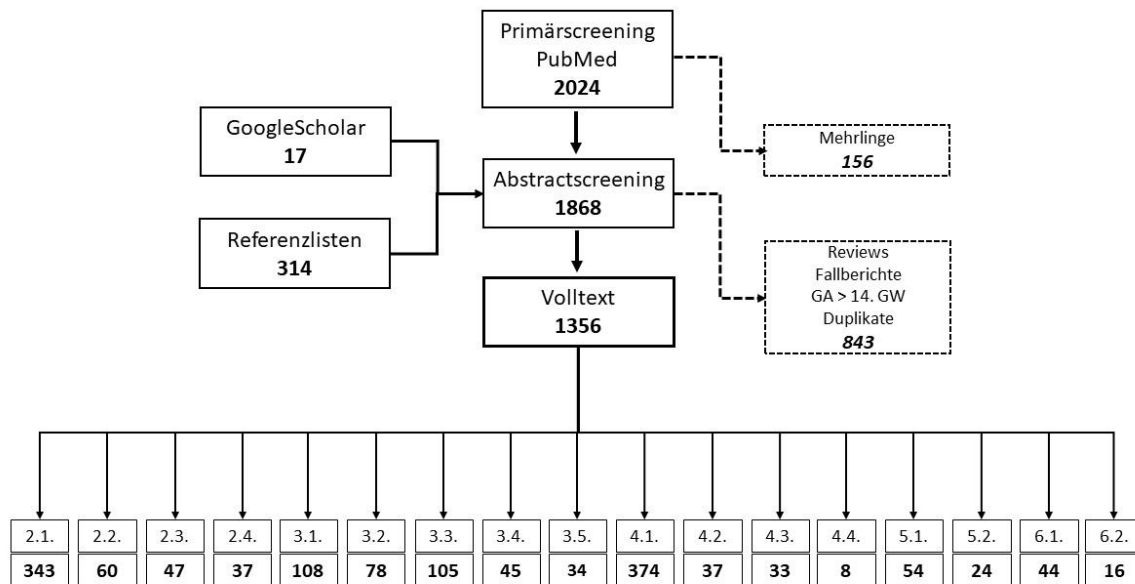 Primärscreening
PubMed
2024
GoogleScholar
17
Mehrlinge
156
Abstractscreening
1868
Referenzlisten
314
Reviews
Fallberichte
GA > 14. GW
Duplikate
843
Volltext
1356
2.1. 2.2. 2.3. 2.4. 3.1. 3.2. 3.3. 3.4. 3.5. 4.1. 4.2. 4.3. 4.4. 5.1. 5.2. 6.1. 6.2.
343 60 47 37 108 78 105 45 34 374 37 33 8 54 24 44 16